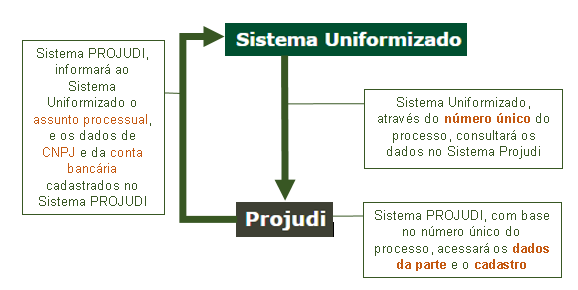 Sistema Uniformizado
Sistema PROJUDI,
informará ao
Sistema
Uniformizado o
assunto processual,
e os dados de
CNPJ e da conta
bancária
cadastrados no
Sistema PROJUDI
Sistema Uniformizado,
através do número único do
processo, consultará os
dados no Sistema Projudi
Projudi
Sistema PROJUDI, com base
no número único do
processo, acessará os dados
da parte e o cadastro